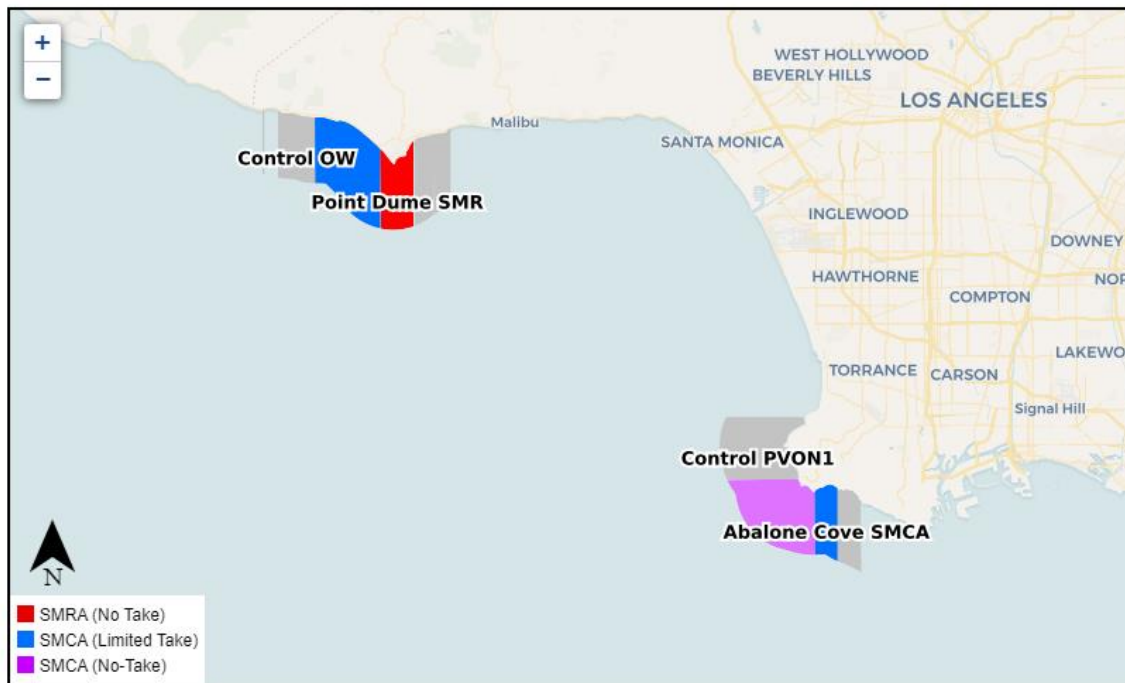 +
−
WEST HOLLYWOOD
BEVERLY HILLS
LOS ANGELES
Malibu
SANTA MONICA
Control OW
Point Dume SMR
INGLEWOOD
DOWNEY
HAWTHORNE
NOR
COMPTON
LAKEWO
TORRANCE
CARSON
Signal Hill
Control PVON1
Abalone Cove SMCA
N
SMRA (No Take)
SMCA (Limited Take)
SMCA (No-Take)